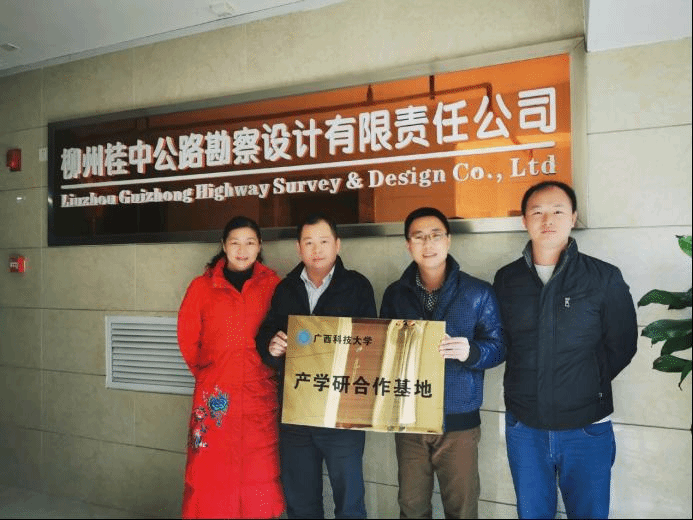 柳州桂中公路勘察设计有限责任公司
Liuzhou Guizhong Highway Survey & Design Co., Ltd
广西科技大学
产学研合作基地